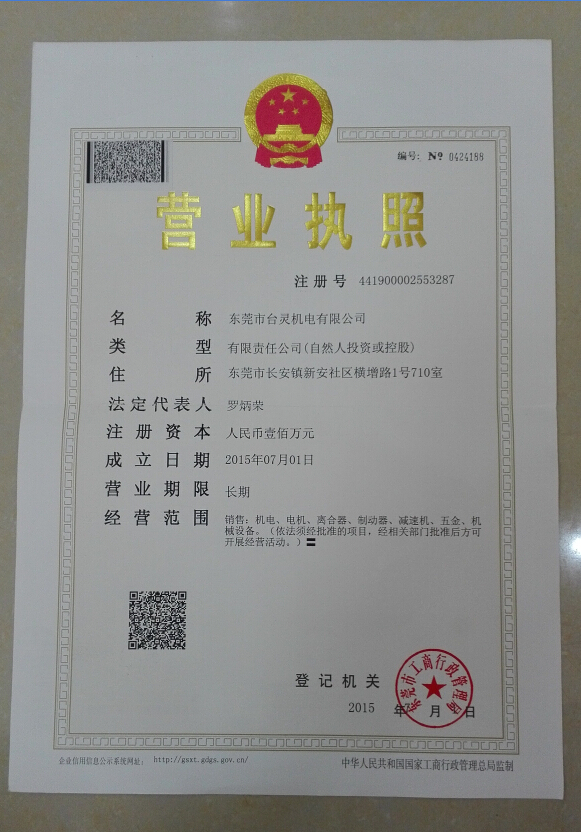 编号: № 0424188
营业执照
注册号 441900002553287
名称 东莞市台灵机电有限公司
类型 有限责任公司(自然人投资或控股)
住所 东莞市长安镇新安社区横增路1号710室
法定代表人 罗炳荣
注册资本 人民币壹佰万元
成立日期 2015年07月01日
营业期限 长期
经营范围 销售：机电、电机、离合器、制动器、减速机、五金、机
械设备。（依法须经批准的项目，经相关部门批准后方可
开展经营活动。）〓
登记机关
东莞市工商行政管理局
2015 年 月 日
企业信用信息公示系统网址： http://gsxt.gdgs.gov.cn/
中华人民共和国国家工商行政管理总局监制